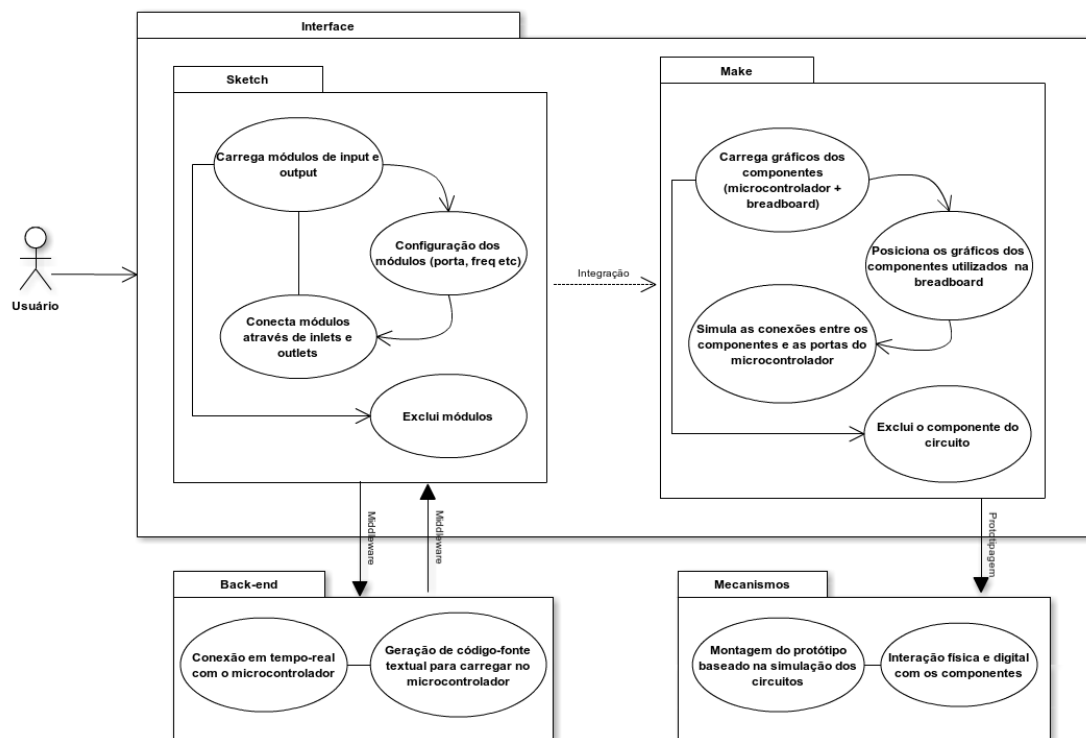 Interface
Sketch
Carrega módulos de input e
output
Configuração dos
módulos (porta, freq etc)
Conecta módulos
através de inlets e
outlets
Exclui módulos
Usuário
Integração
Make
Carrega gráficos dos
componentes
(microcontrolador +
breadboard)
Posiciona os gráficos dos
componentes utilizados na
breadboard
Simula as conexões entre os
componentes e as portas do
microcontrolador
Exclui o componente do
circuito
Middleware
Middleware
Prototipagem
Back-end
Conexão em tempo-real
com o microcontrolador
Geração de código-fonte
textual para carregar no
microcontrolador
Mecanismos
Montagem do protótipo
baseado na simulação dos
circuitos
Interação física e digital
com os componentes